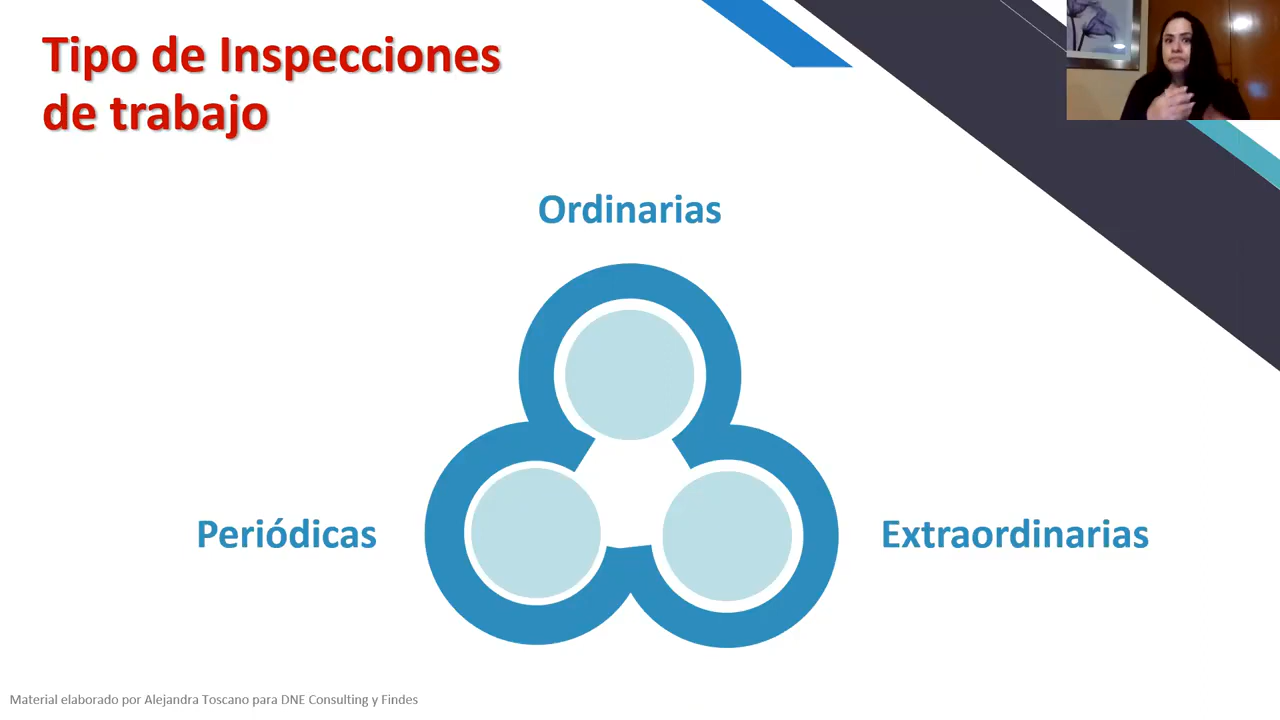 Tipo de Inspecciones
de trabajo
Ordinarias
Periódicas
Extraordinarias
Material elaborado por Alejandra Toscano para DNE Consulting y Findes